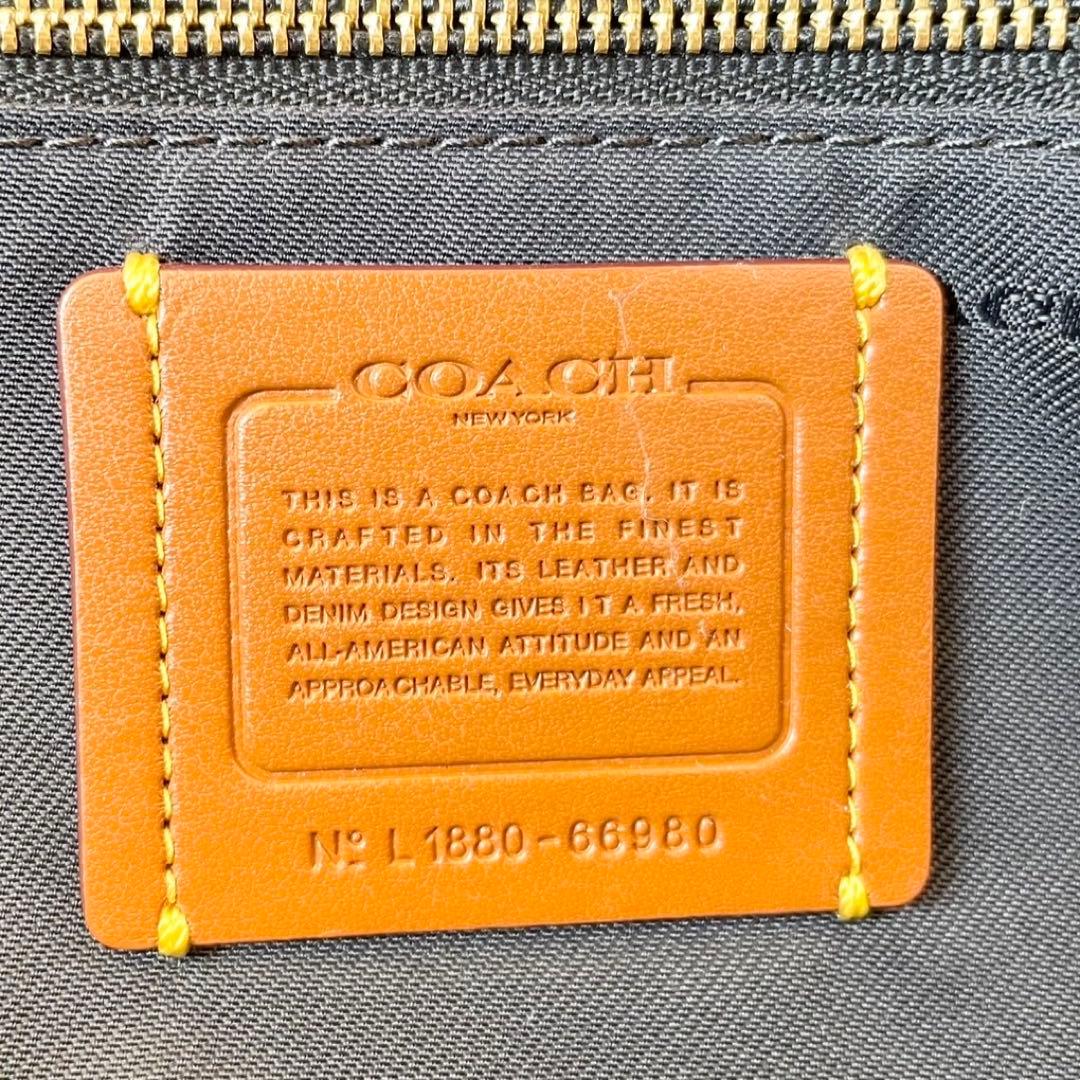 COACH
NEW YORK
THIS IS A COACH BAG. IT IS
CRAFTED IN THE FINEST
MATERIALS. ITS LEATHER AND
DENIM DESIGN GIVES IT A FRESH,
ALL-AMERICAN ATTITUDE AND AN
APPROACHABLE, EVERYDAY APPEAL.
Nº L1880-66980